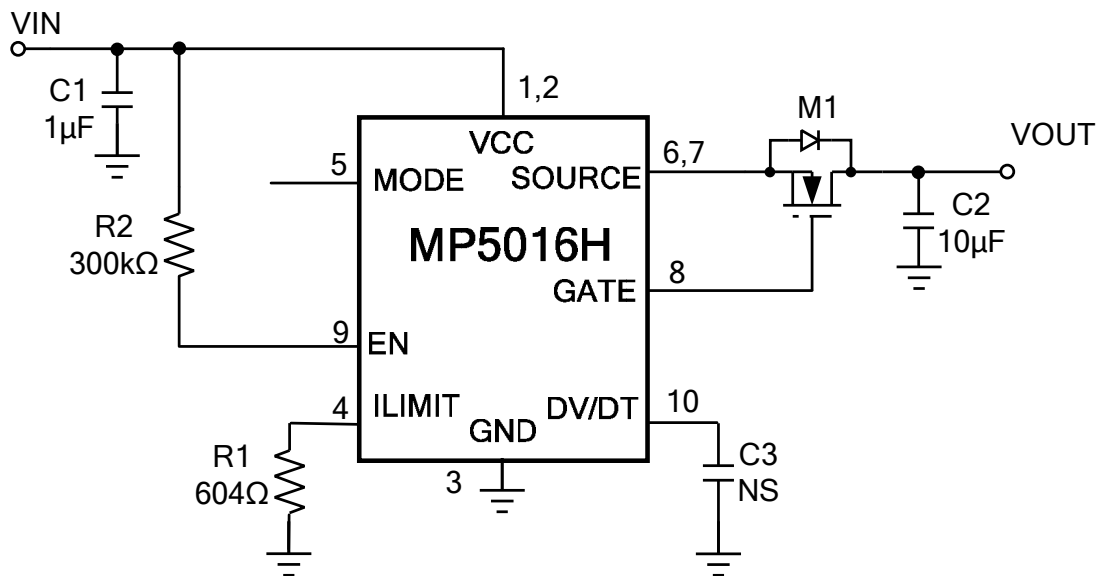 VIN
C1
1µF
1,2
VCC
5
MODE
SOURCE
6,7
M1
VOUT
C2
10µF
R2
300kΩ
MP5016H
GATE
8
9
EN
4
ILIMIT
DV/DT
10
GND
3
R1
604Ω
C3
NS